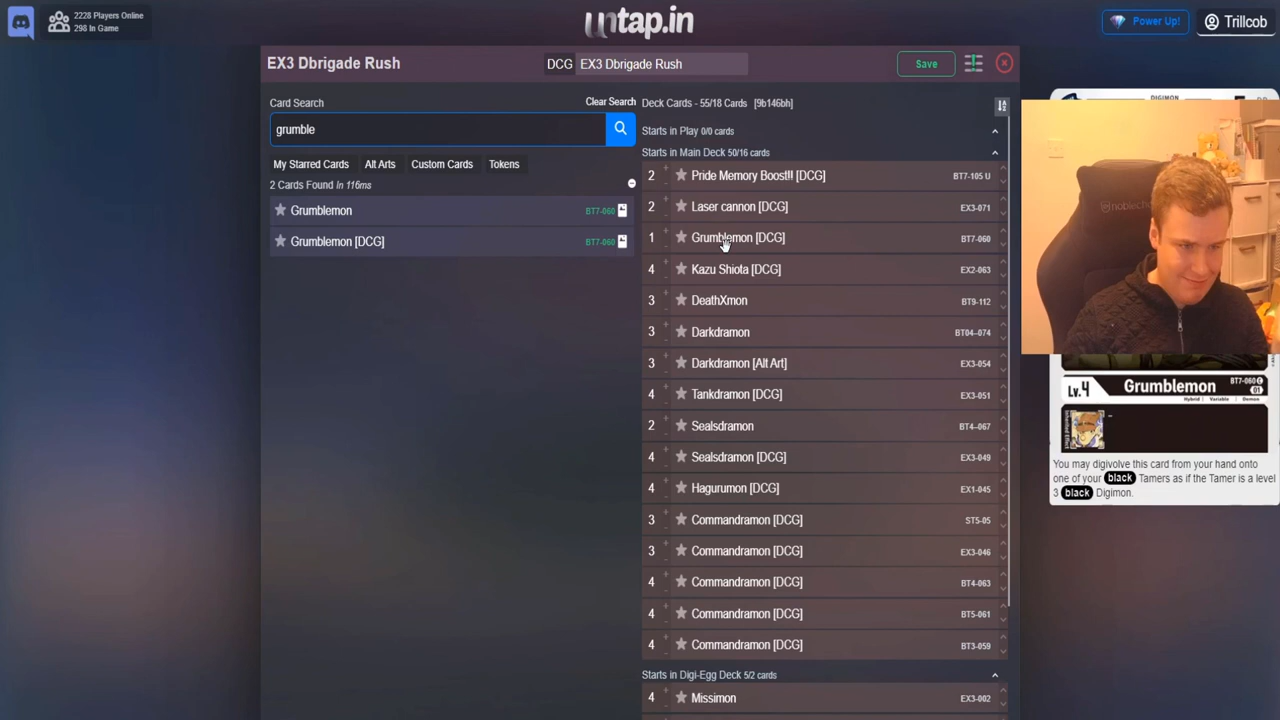 2228 Players Online
298 In Game
untap.in
Power Up!
Trillcob
EX3 Dbrigade Rush
DCG EX3 Dbrigade Rush
Save
Card Search
Clear Search
grumble
My Starred Cards Alt Arts Custom Cards Tokens
2 Cards Found In 116ms
Grumblemon BT7-060
Grumblemon [DCG] BT7-060
Deck Cards - 55/18 Cards [9b146bh]
Starts in Play 0/0 cards
Starts in Main Deck 50/16 cards
2 Pride Memory Boost!! [DCG] BT7-105 U
2 Laser cannon [DCG] EX3-071
1 Grumblemon [DCG] BT7-060
4 Kazu Shiota [DCG] EX2-063
3 DeathXmon BT9-112
3 Darkdramon BT04-074
3 Darkdramon [Alt Art] EX3-054
4 Tankdramon [DCG] EX3-051
2 Sealsdramon BT4-067
4 Sealsdramon [DCG] EX3-049
4 Hagurumon [DCG] EX1-045
3 Commandramon [DCG] ST5-05
3 Commandramon [DCG] EX3-046
4 Commandramon [DCG] BT4-063
4 Commandramon [DCG] BT5-061
4 Commandramon [DCG] BT3-059
Starts in Digi-Egg Deck 5/2 cards
4 Missimon EX3-002
DIGIMON
noblechairs
Lv.4 Grumblemon BT7-060
Hybrid Variable Demon
Inherited Effect
You may digivolve this card from your hand onto
one of your black Tamers as if the Tamer is a level
3 black Digimon.